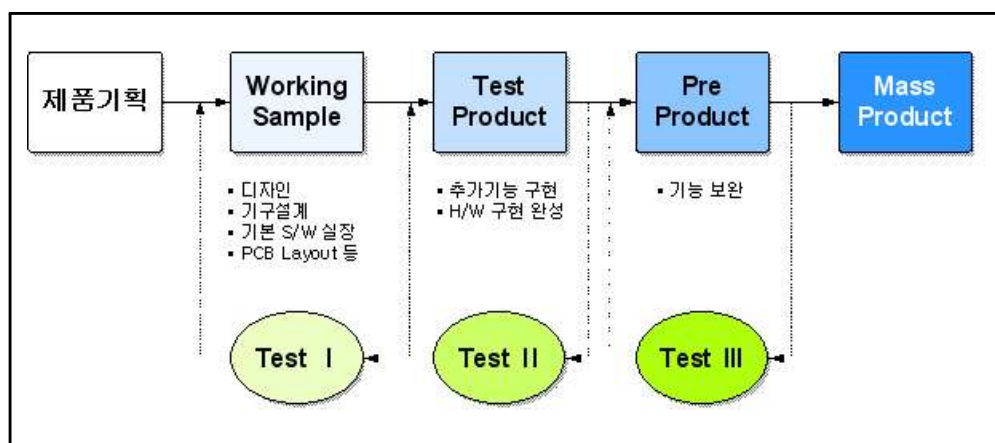 제품기획
Working
Sample
Test
Product
Pre
Product
Mass
Product
▪ 디자인
▪ 기구설계
▪ 기본 S/W 실장
▪ PCB Layout 등
▪ 추가기능 구현
▪ H/W 구현 완성
▪ 기능 보완
Test Ⅰ
Test Ⅱ
Test Ⅲ